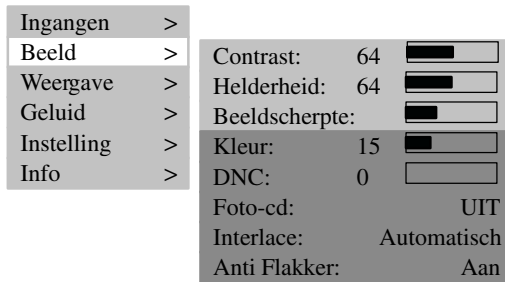 Ingangen >
Beeld >
Weergave >
Geluid >
Instelling >
Info >
Contrast: 64
Helderheid: 64
Beeldscherpte:
Kleur: 15
DNC: 0
Foto-cd: UIT
Interlace: Automatisch
Anti Flakker: Aan